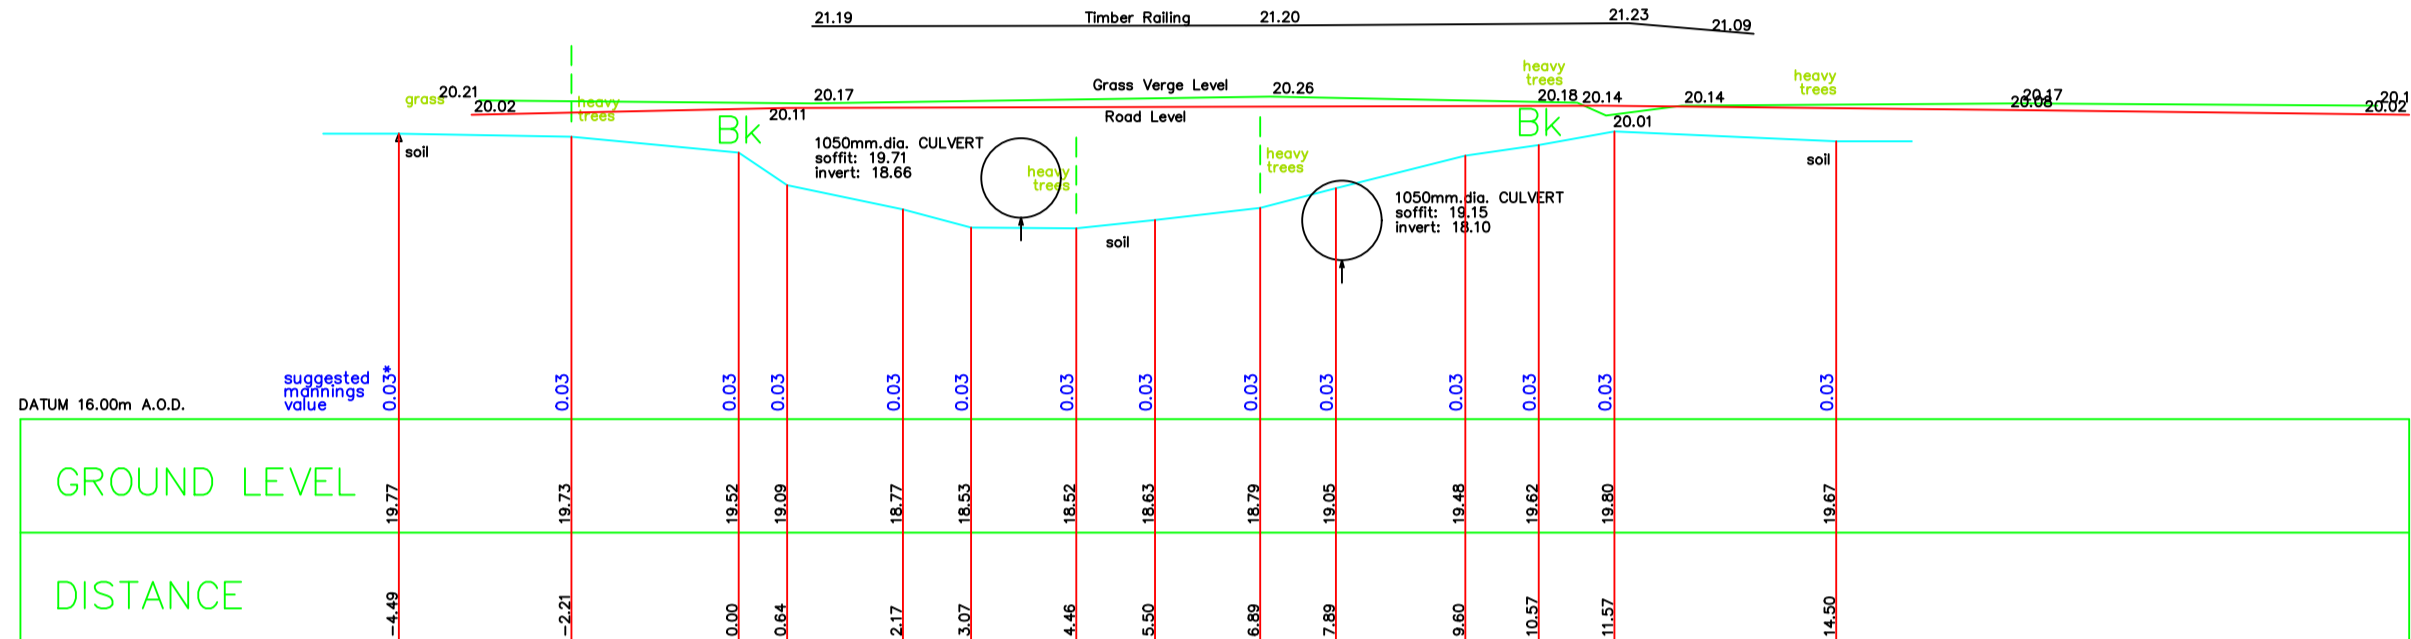 21.19
Timber Railing
21.20
21.23
21.09
heavy
trees
heavy
trees
grass
20.21
20.02
heavy
trees
20.17
Grass Verge Level
20.26
20.18
20.14
20.14
20.17
20.08
20.1
20.02
Bk
20.11
Road Level
Bk
20.01
soil
1050mm.dia. CULVERT
soffit: 19.71
invert: 18.66
heavy
trees
heavy
trees
soil
1050mm.dia. CULVERT
soffit: 19.15
invert: 18.10
soil
DATUM 16.00m A.O.D.
suggested
mannings
value
0.03*
0.03
0.03
0.03
0.03
0.03
0.03
0.03
0.03
0.03
0.03
0.03
0.03
0.03
GROUND LEVEL
19.77
19.73
19.52
19.09
18.77
18.53
18.52
18.63
18.79
19.05
19.48
19.62
19.80
19.67
DISTANCE
-4.49
-2.21
0.00
0.64
2.17
3.07
4.46
5.50
6.89
7.89
9.60
10.57
11.57
14.50